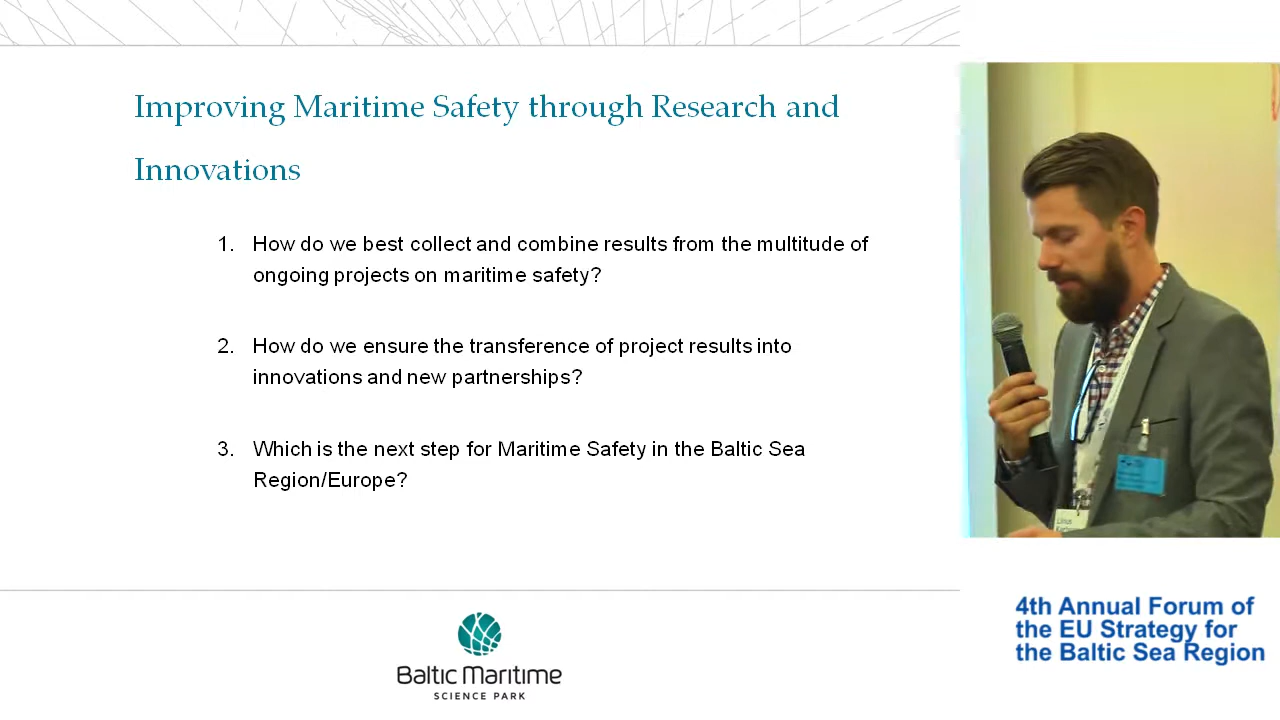 Improving Maritime Safety through Research and
Innovations
1. How do we best collect and combine results from the multitude of
ongoing projects on maritime safety?
2. How do we ensure the transference of project results into
innovations and new partnerships?
3. Which is the next step for Maritime Safety in the Baltic Sea
Region/Europe?
Baltic Maritime
SCIENCE PARK
4th Annual Forum of
the EU Strategy for
the Baltic Sea Region